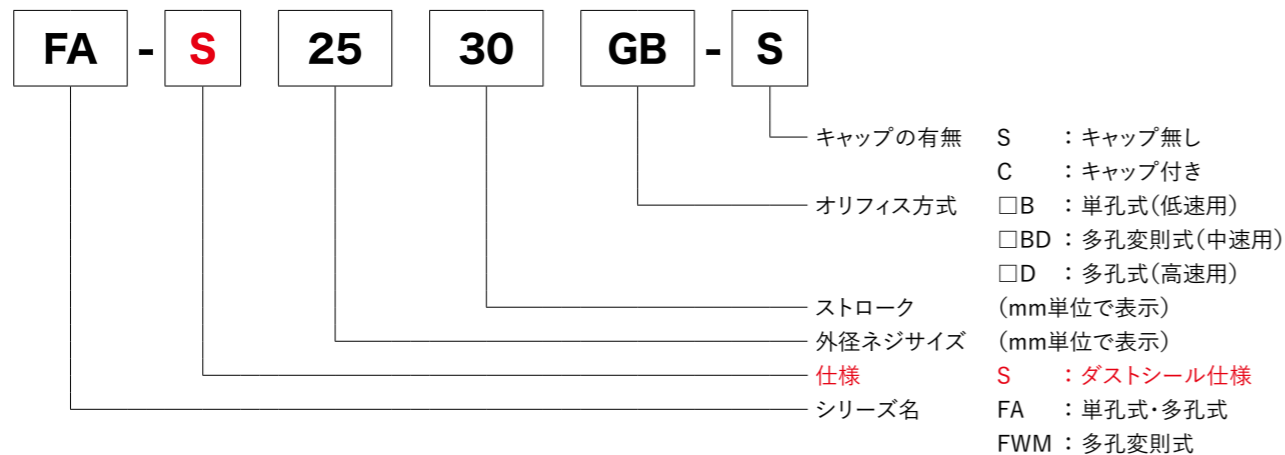 FA - S 25 30 GB - S
キャップの有無 S :キャップ無し
C :キャップ付き
オリフィス方式 □B :単孔式(低速用)
□BD :多孔変則式(中速用)
□D :多孔式(高速用)
ストローク (mm単位で表示)
外径ネジサイズ (mm単位で表示)
仕様 S :ダストシール仕様
シリーズ名 FA :単孔式・多孔式
FWM :多孔変則式